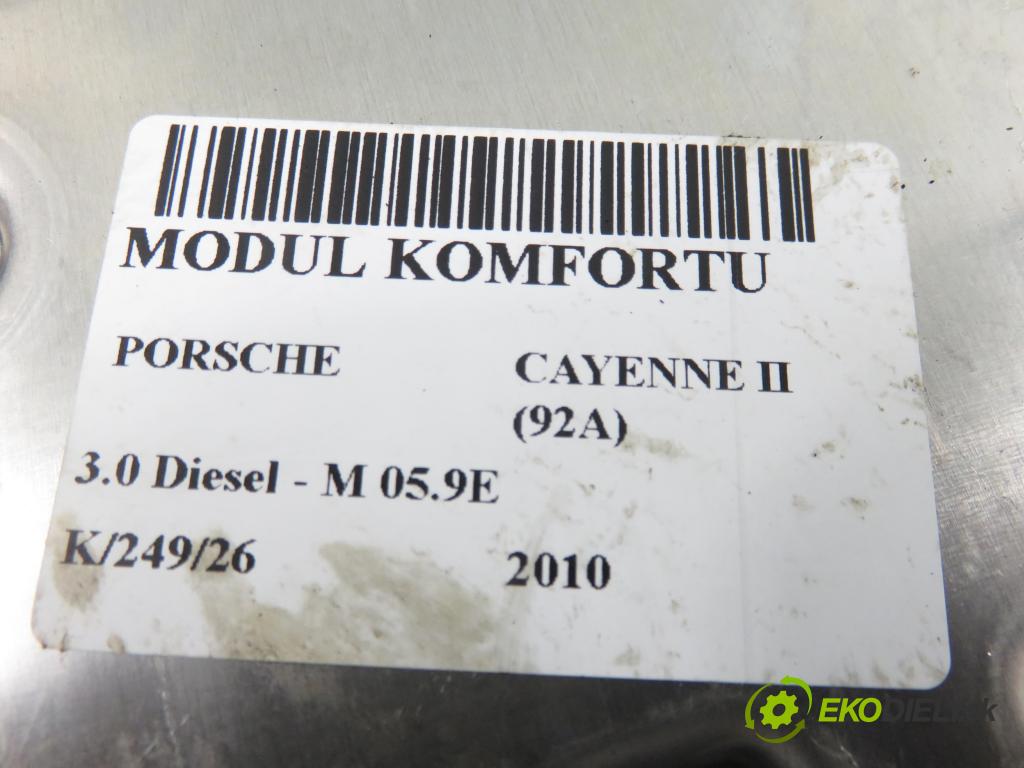 MODUL KOMFORTU
PORSCHE CAYENNE II
(92A)
3.0 Diesel - M 05.9E
K/249/26 2010
EKODIELY.sk